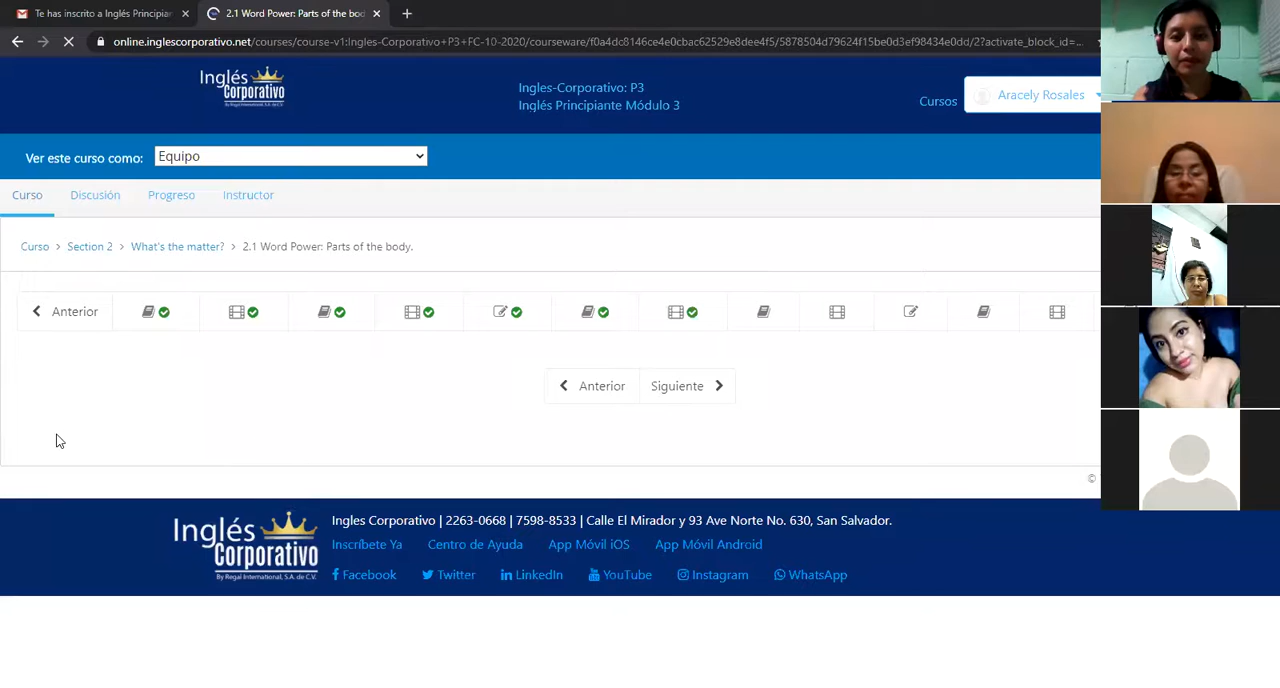 Te has inscrito a Inglés Principian
2.1 Word Power: Parts of the bod
online.inglescorporativo.net/courses/course-v1:Ingles-Corporativo+P3+FC-10-2020/courseware/f0a4dc8146ce4e0cbac62529e8dee4f5/5878504d79624f15be0d3ef98434e0dd/2?activate_block_id=...
Inglés
Corporativo
By Regal International, S.A. de C.V.
Ingles-Corporativo: P3
Inglés Principiante Módulo 3
Cursos
Aracely Rosales
Ver este curso como:
Equipo
Curso
Discusión
Progreso
Instructor
Curso > Section 2 > What's the matter? > 2.1 Word Power: Parts of the body.
Anterior
Anterior
Siguiente
©
Inglés
Corporativo
By Regal International, S.A. de C.V.
Ingles Corporativo | 2263-0668 | 7598-8533 | Calle El Mirador y 93 Ave Norte No. 630, San Salvador.
Inscríbete Ya
Centro de Ayuda
App Móvil iOS
App Móvil Android
Facebook
Twitter
LinkedIn
YouTube
Instagram
WhatsApp